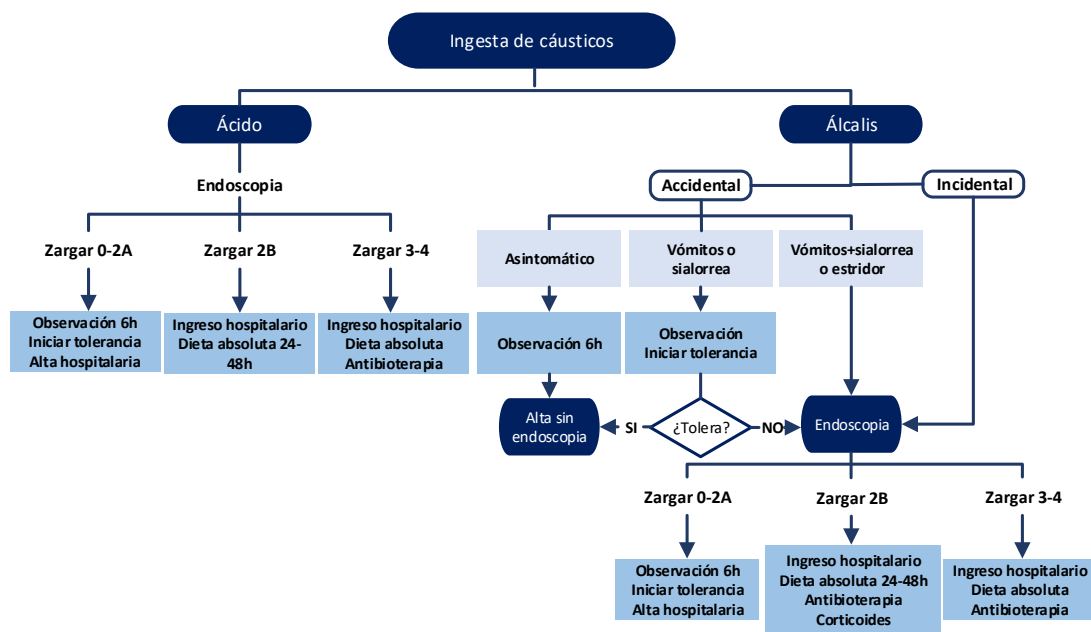 Ingesta de cáusticos
Ácido
Álcalis
Endoscopia
Accidental
Incidental
Zargar 0-2A
Zargar 2B
Zargar 3-4
Asintomático
Vómitos o
sialorrea
Vómitos+sialorrea
o estridor
Observación 6h
Iniciar tolerancia
Alta hospitalaria
Ingreso hospitalario
Dieta absoluta 24-
48h
Ingreso hospitalario
Dieta absoluta
Antibioterapia
Observación 6h
Observación
Iniciar tolerancia
Alta sin
endoscopia
SI
¿Tolera?
NO
Endoscopia
Zargar 0-2A
Zargar 2B
Zargar 3-4
Observación 6h
Iniciar tolerancia
Alta hospitalaria
Ingreso hospitalario
Dieta absoluta 24-48h
Antibioterapia
Corticoides
Ingreso hospitalario
Dieta absoluta
Antibioterapia